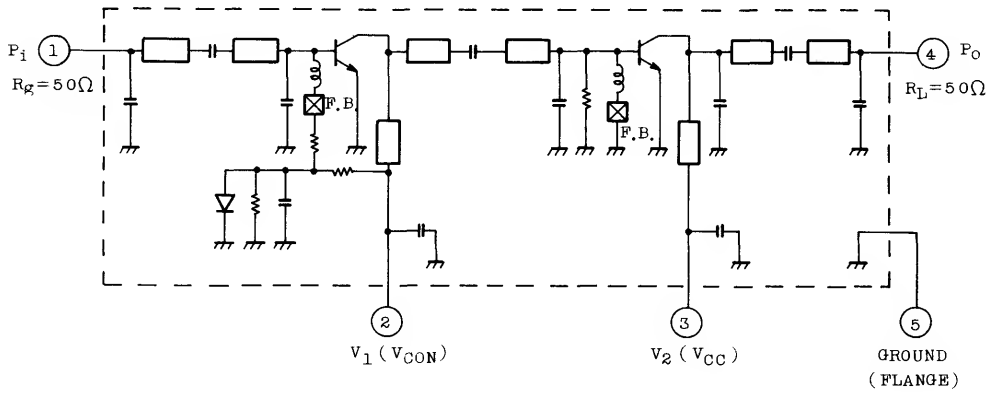 Pi 1
Rg=50Ω
F.B.
F.B.
4 Po
RL=50Ω
2
V1(VCON)
3
V2(VCC)
5
GROUND
(FLANGE)